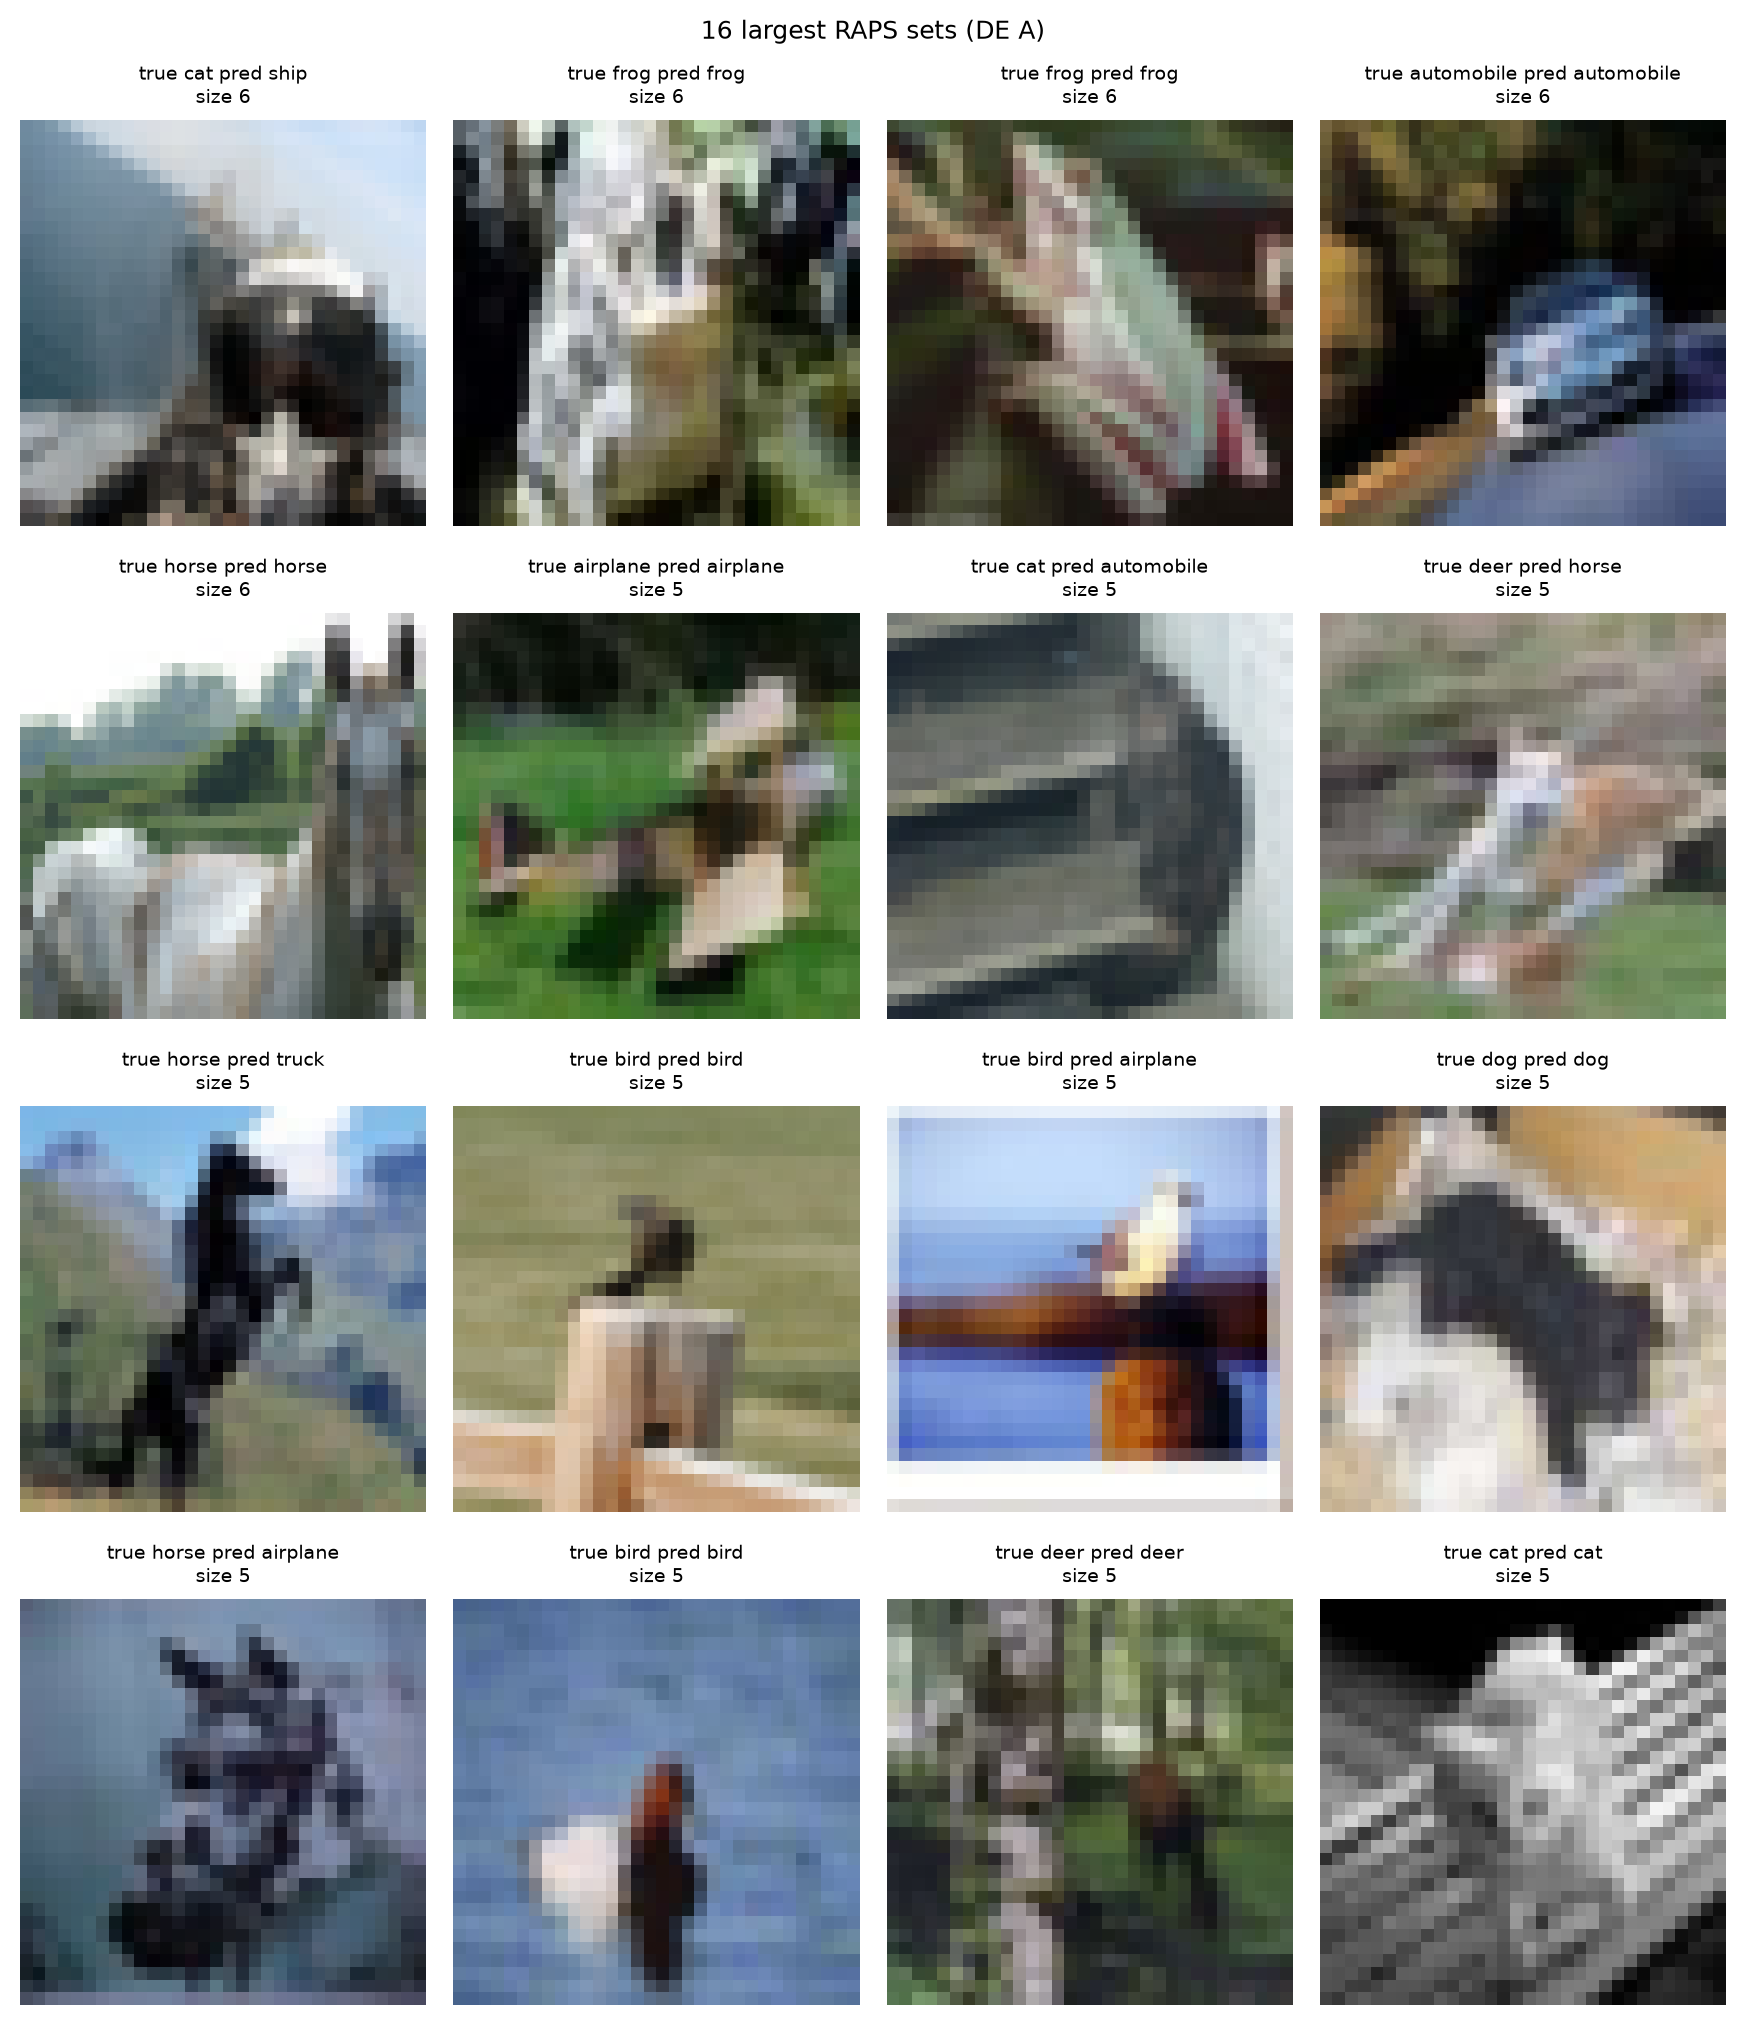 16 largest RAPS sets (DE A)
true cat pred ship
size 6
true frog pred frog
size 6
true frog pred frog
size 6
true automobile pred automobile
size 6
true horse pred horse
size 6
true airplane pred airplane
size 5
true cat pred automobile
size 5
true deer pred horse
size 5
true horse pred truck
size 5
true bird pred bird
size 5
true bird pred airplane
size 5
true dog pred dog
size 5
true horse pred airplane
size 5
true bird pred bird
size 5
true deer pred deer
size 5
true cat pred cat
size 5